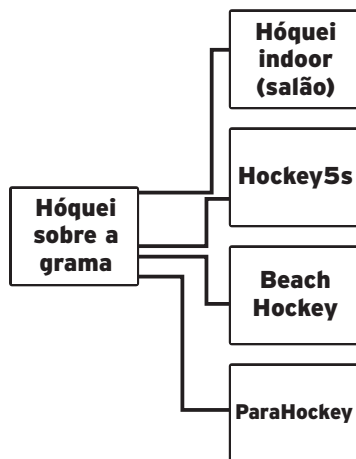 Hóquei
indoor
(salão)
Hockey5s
Hóquei
sobre a
grama
Beach
Hockey
ParaHockey